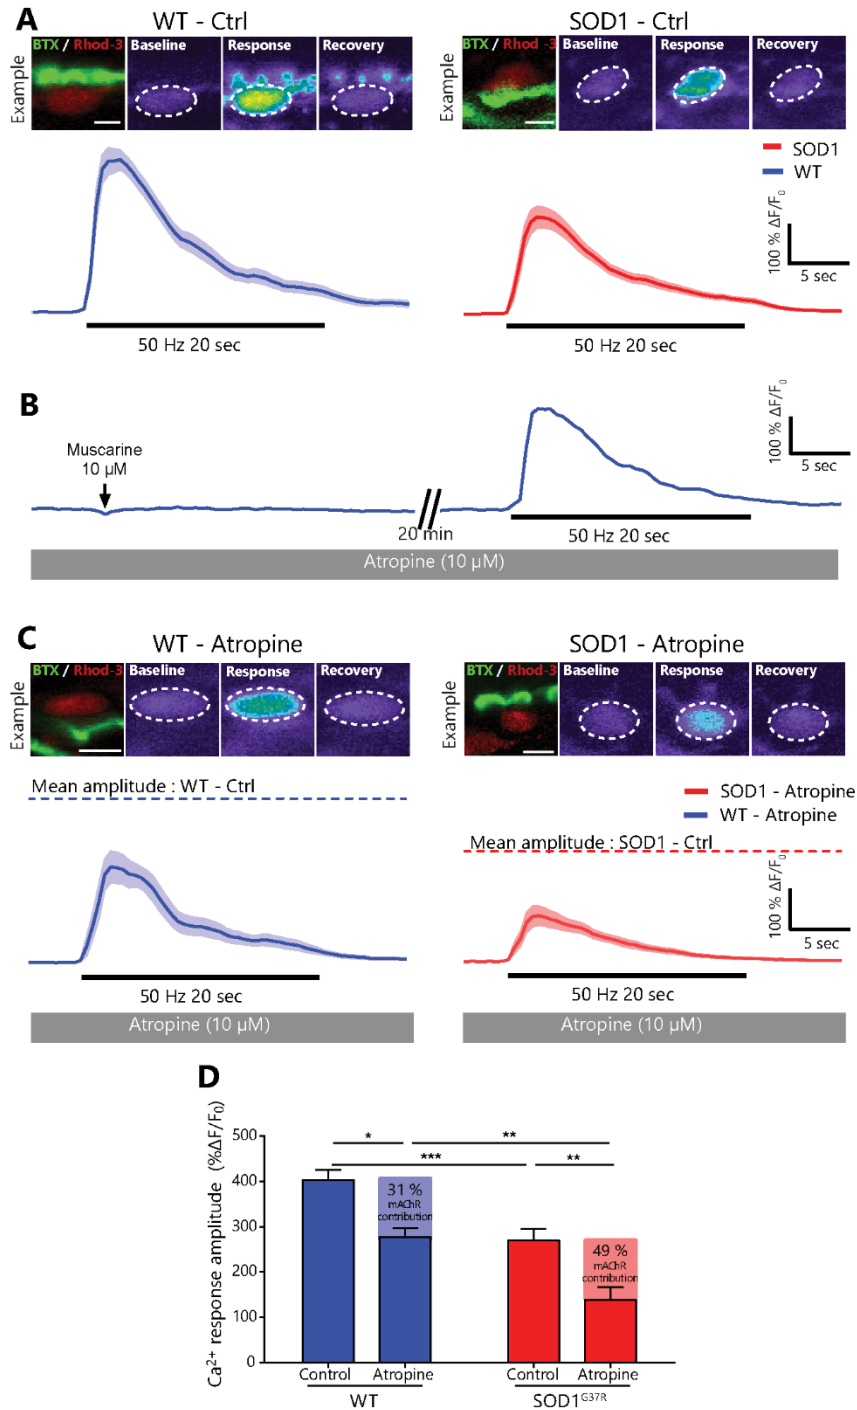 A
WT - Ctrl
SOD1 - Ctrl
Example
BTX / Rhod-3
Baseline
Response
Recovery
Example
BTX / Rhod -3
Baseline
Response
Recovery
SOD1
WT
100 % ΔF/F0
5 sec
50 Hz 20 sec
50 Hz 20 sec
B
Muscarine
10 µM
100 % ΔF/F0
5 sec
20 min
50 Hz 20 sec
Atropine (10 µM)
C
WT - Atropine
SOD1 - Atropine
Example
BTX / Rhod-3
Baseline
Response
Recovery
Example
BTX / Rhod-3
Baseline
Response
Recovery
Mean amplitude : WT - Ctrl
SOD1 - Atropine
WT - Atropine
Mean amplitude : SOD1 - Ctrl
100 % ΔF/F0
5 sec
50 Hz 20 sec
50 Hz 20 sec
Atropine (10 µM)
Atropine (10 µM)
D
Ca2+ response amplitude (%ΔF/F0)
500
400
300
200
100
0
*
**
***
**
31 %
mAChR
contribution
49 %
mAChR
contribution
Control
Atropine
Control
Atropine
WT
SOD1G37R